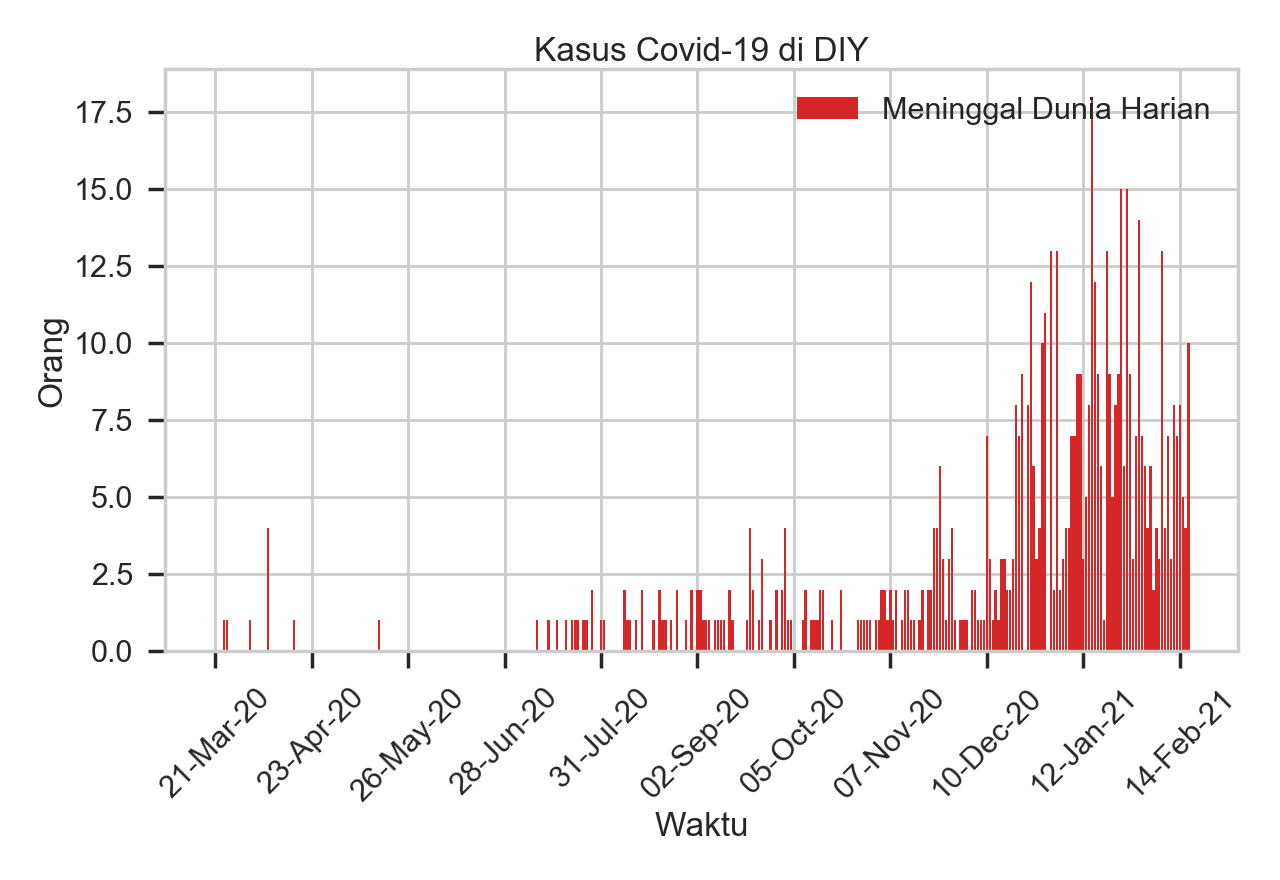 Kasus Covid-19 di DIY
Meninggal Dunia Harian
17.5
15.0
12.5
10.0
7.5
5.0
2.5
0.0
Orang
21-Mar-20
23-Apr-20
26-May-20
28-Jun-20
31-Jul-20
02-Sep-20
05-Oct-20
07-Nov-20
10-Dec-20
12-Jan-21
14-Feb-21
Waktu